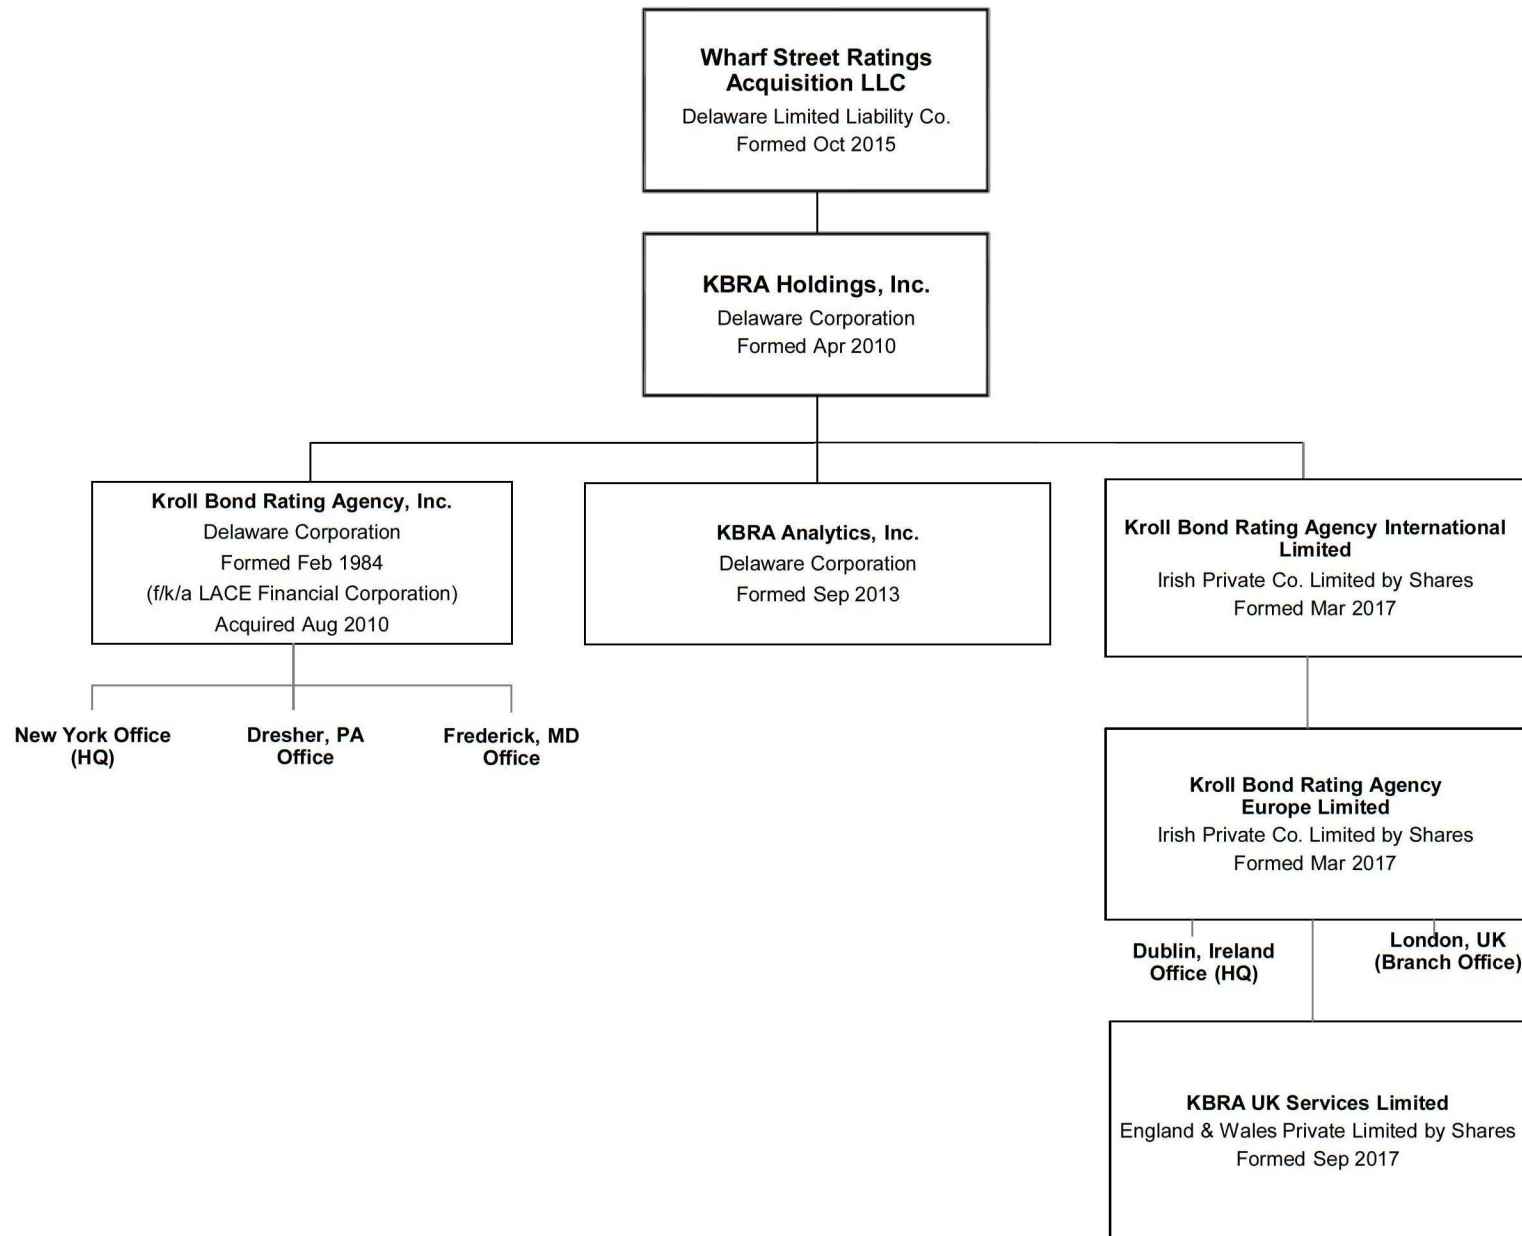 Wharf Street Ratings
Acquisition LLC
Delaware Limited Liability Co.
Formed Oct 2015
KBRA Holdings, Inc.
Delaware Corporation
Formed Apr 2010
Kroll Bond Rating Agency, Inc.
Delaware Corporation
Formed Feb 1984
(f/k/a LACE Financial Corporation)
Acquired Aug 2010
KBRA Analytics, Inc.
Delaware Corporation
Formed Sep 2013
Kroll Bond Rating Agency International
Limited
Irish Private Co. Limited by Shares
Formed Mar 2017
New York Office
(HQ)
Dresher, PA
Office
Frederick, MD
Office
Kroll Bond Rating Agency
Europe Limited
Irish Private Co. Limited by Shares
Formed Mar 2017
Dublin, Ireland
Office (HQ)
London, UK
(Branch Office)
KBRA UK Services Limited
England & Wales Private Limited by Shares
Formed Sep 2017